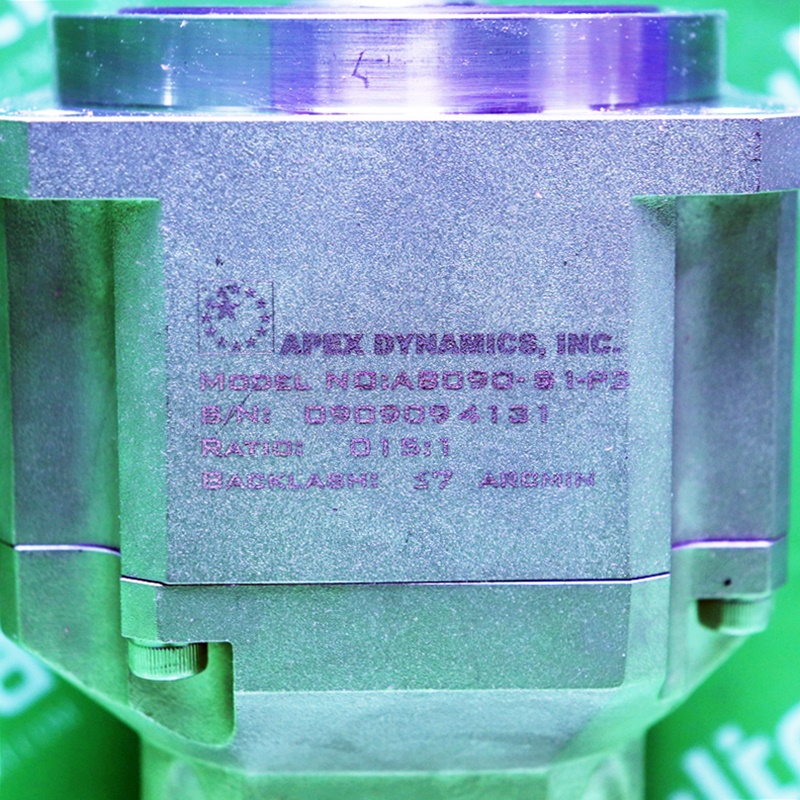 APEX DYNAMICS, INC.
MODEL NO:AB090-S1-P2
S/N: 0909094131
RATIO: 015:1
BACKLASH: ≤7 ARCMIN